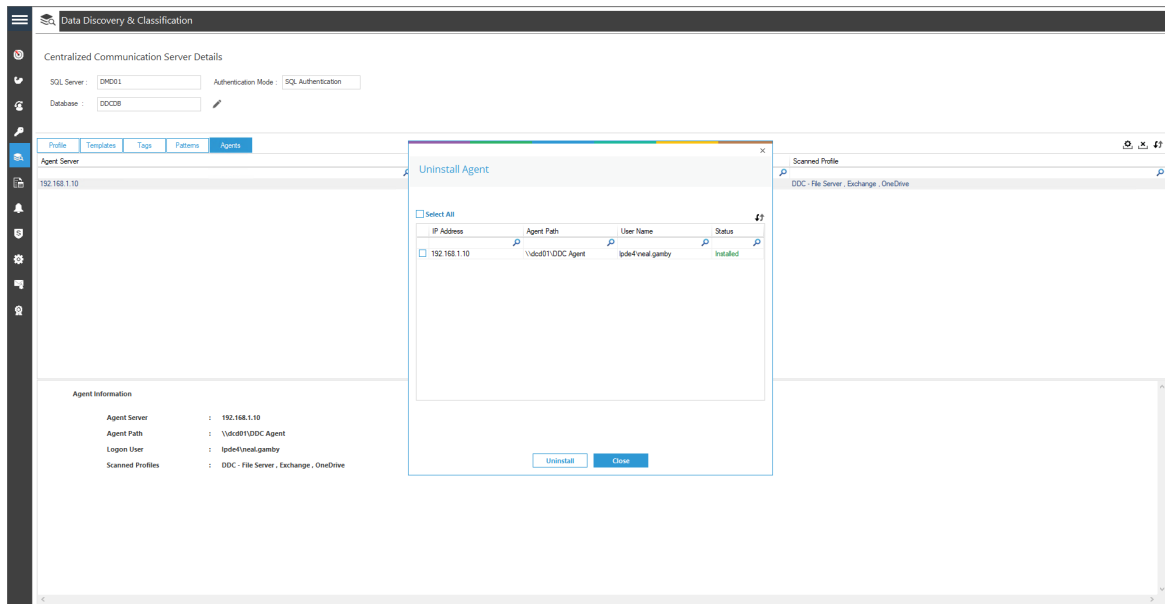 Data Discovery & Classification
Centralized Communication Server Details
SQL Server : DMD01 Authentication Mode : SQL Authentication
Database : DDCDB
Profile Templates Tags Patterns Agents
Agent Server Scanned Profile
192.168.1.10 DDC - File Server , Exchange , OneDrive
Uninstall Agent
Select All
IP Address Agent Path User Name Status
192.168.1.10 \\dcd01\DDC Agent lpde4\neal.gamby Installed
Uninstall Close
Agent Information
Agent Server : 192.168.1.10
Agent Path : \\dcd01\DDC Agent
Logon User : lpde4\neal.gamby
Scanned Profiles : DDC - File Server , Exchange , OneDrive